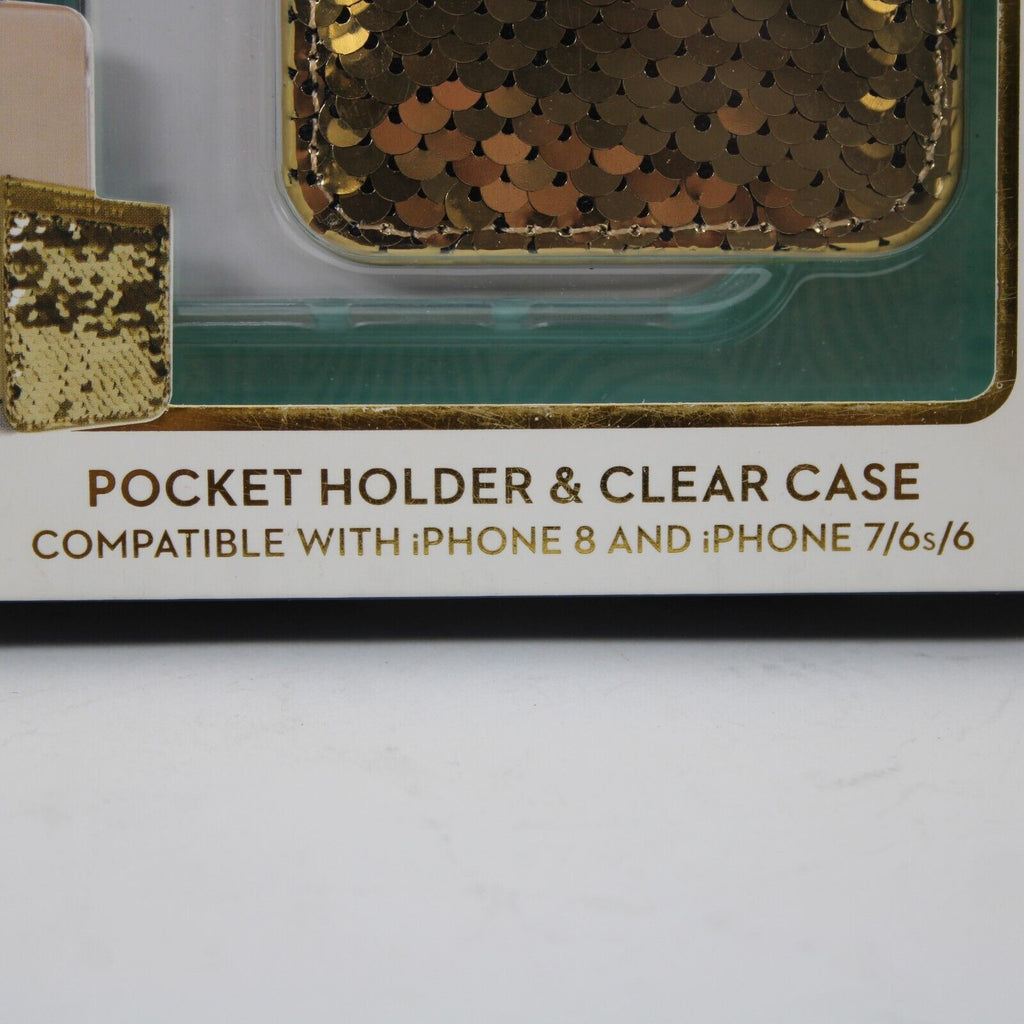 POCKET HOLDER & CLEAR CASE
COMPATIBLE WITH iPHONE 8 AND iPHONE 7/6s/6